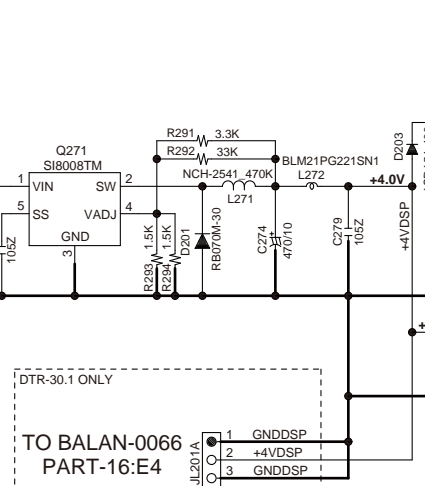 R291 3.3K
R292 33K
Q271
SI8008TM
NCH-2541_470K
L271
BLM21PG221SN1
L272
D203
1 VIN SW 2
5 SS VADJ 4
GND
3
+4.0V
+4VDSP
105Z
R293 1.5K
R294 1.5K
D201
RB070M-30
C274
470/10
C279
105Z
DTR-30.1 ONLY
TO BALAN-0066
PART-16:E4
JL201A
1 GNDDSP
2 +4VDSP
3 GNDDSP